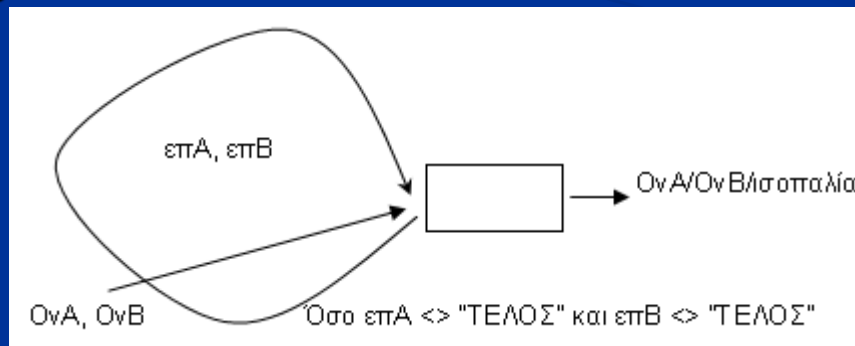 επΑ, επΒ
ΟνΑ/ΟνΒ/ισοπαλία
ΟνΑ, ΟνΒ
Όσο επΑ <> "ΤΕΛΟΣ" και επΒ <> "ΤΕΛΟΣ"